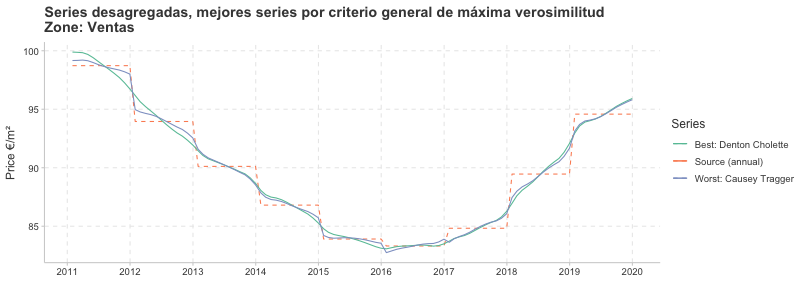 Series desagregadas, mejores series por criterio general de máxima verosimilitud
Zone: Ventas
Price €/m²
100
95
90
85
2011 2012 2013 2014 2015 2016 2017 2018 2019 2020
Series
Best: Denton Cholette
Source (annual)
Worst: Causey Tragger